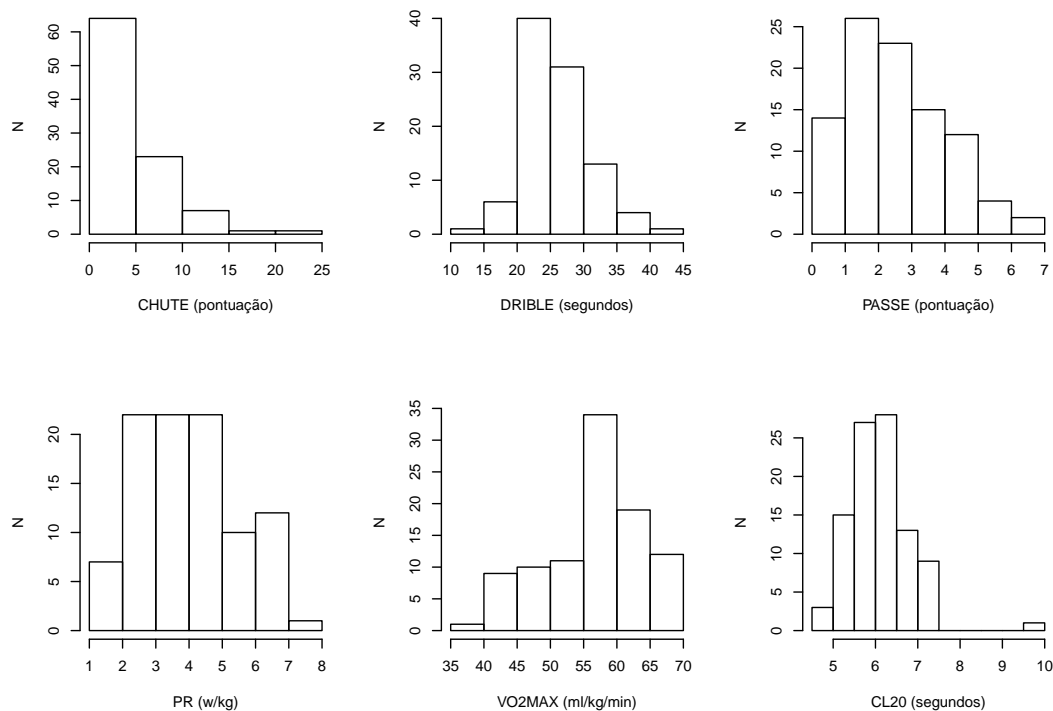 60
50
40
30
20
10
0
N
0 5 10 15 20 25
CHUTE (pontuação)
40
30
20
10
0
N
10 15 20 25 30 35 40 45
DRIBLE (segundos)
25
20
15
10
5
0
N
0 1 2 3 4 5 6 7
PASSE (pontuação)
20
15
10
5
0
N
1 2 3 4 5 6 7 8
PR (w/kg)
35
30
25
20
15
10
5
0
N
35 40 45 50 55 60 65 70
VO2MAX (ml/kg/min)
25
20
15
10
5
0
N
5 6 7 8 9 10
CL20 (segundos)